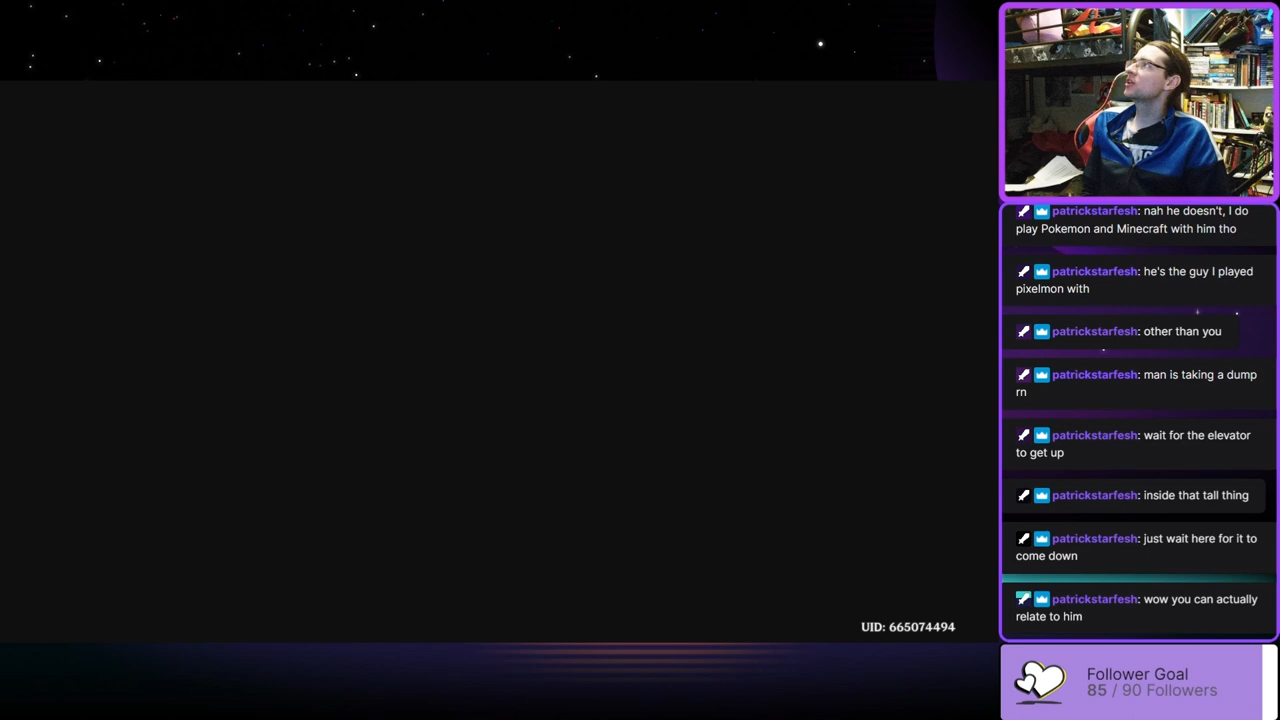 patrickstarfesh: nah he doesn't, I do
play Pokemon and Minecraft with him tho
patrickstarfesh: he's the guy I played
pixelmon with
patrickstarfesh: other than you
patrickstarfesh: man is taking a dump
rn
patrickstarfesh: wait for the elevator
to get up
patrickstarfesh: inside that tall thing
patrickstarfesh: just wait here for it to
come down
patrickstarfesh: wow you can actually
relate to him
UID: 665074494
Follower Goal
85 / 90 Followers